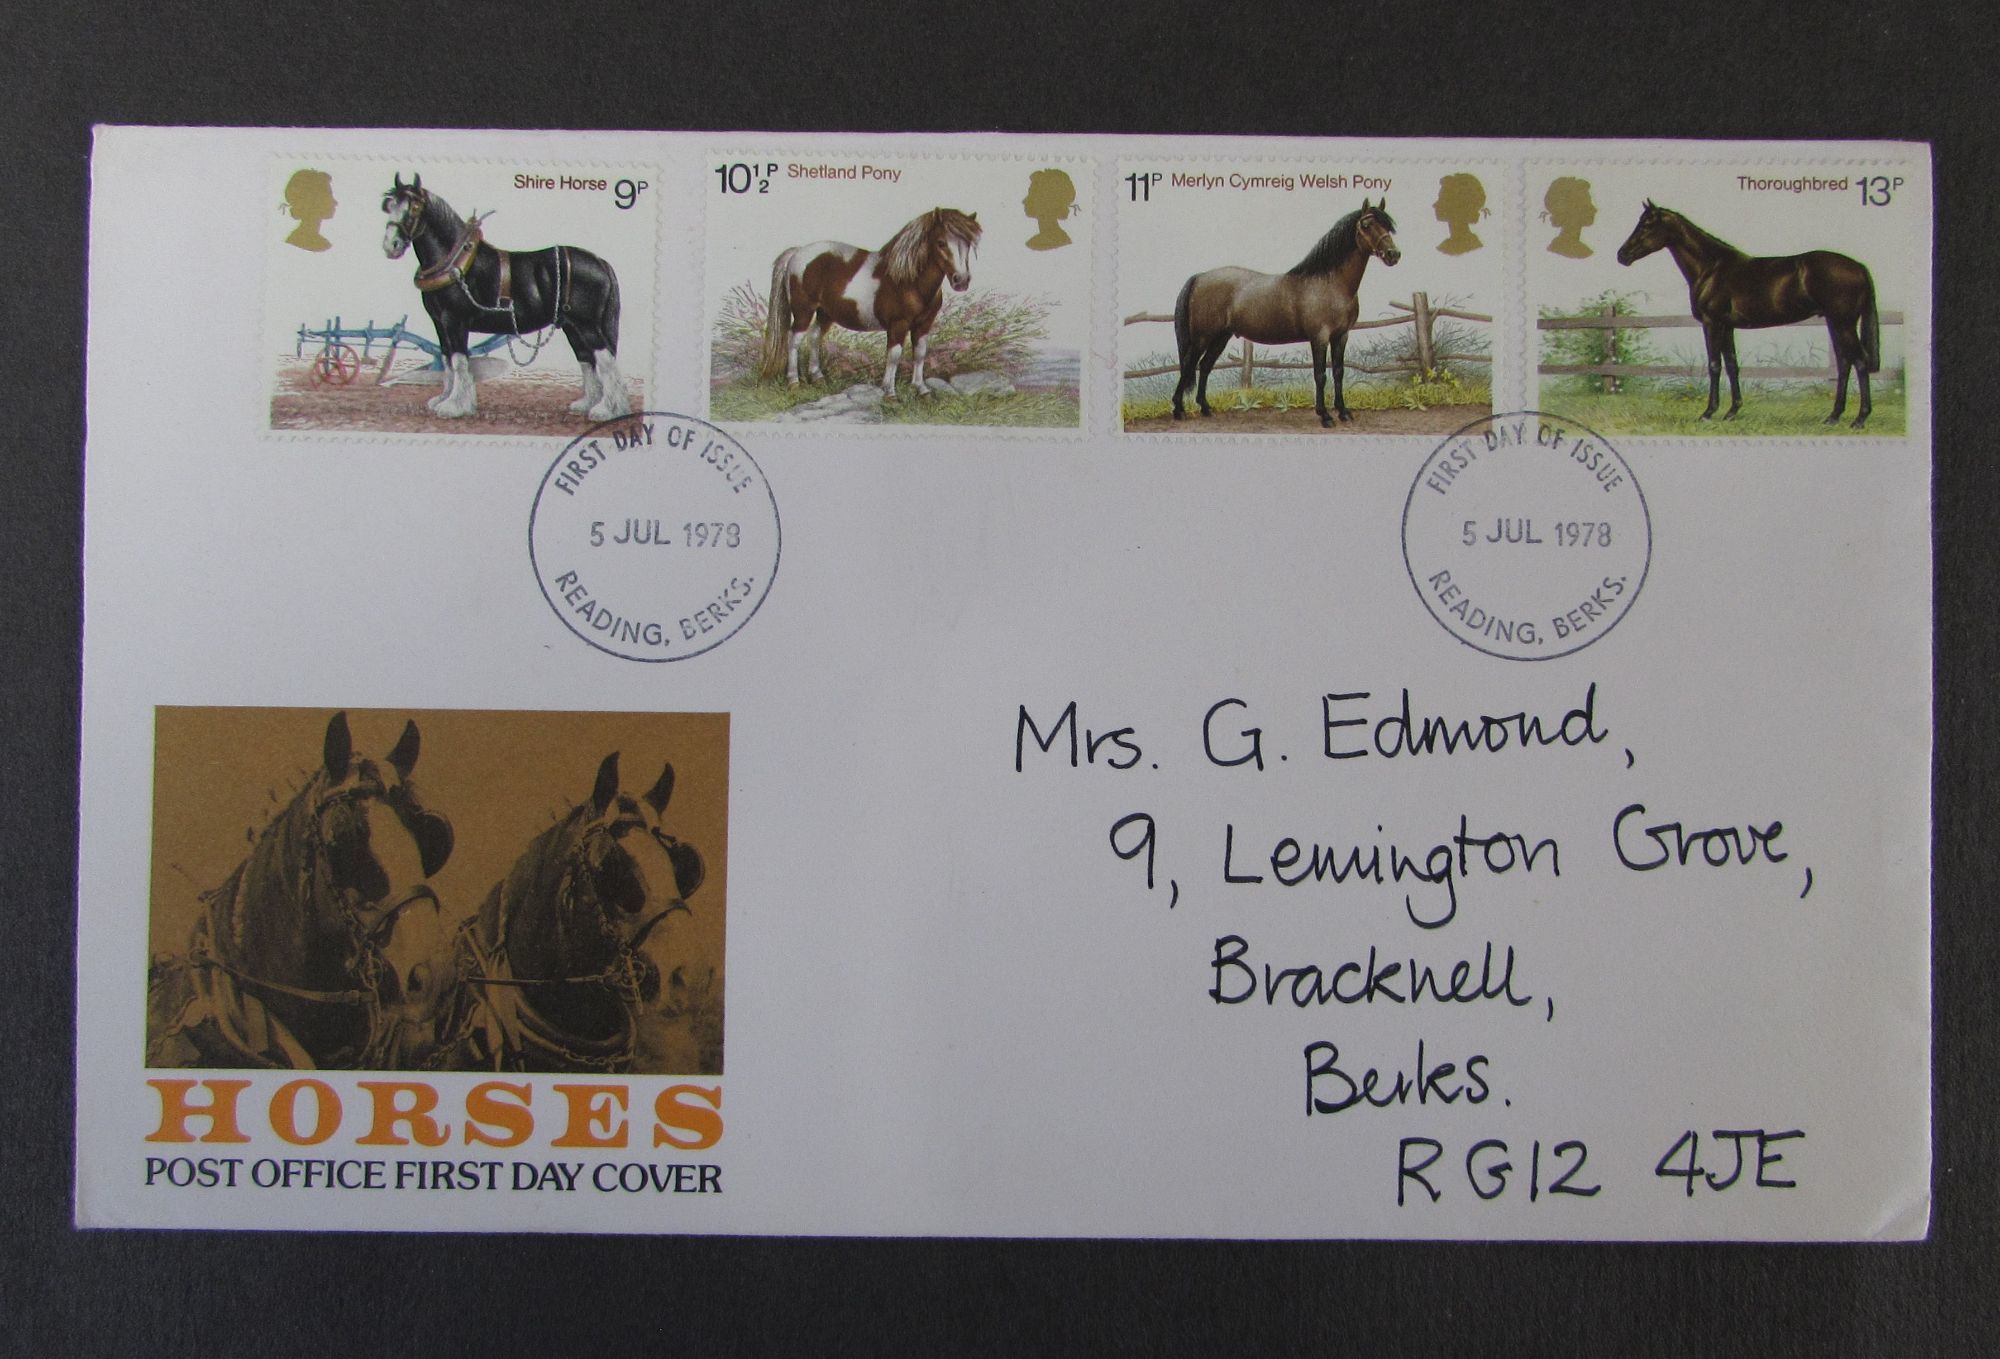 Shire Horse 9P
10½P Shetland Pony
11P Merlyn Cymreig Welsh Pony
Thoroughbred 13P
FIRST DAY OF ISSUE
5 JUL 1978
READING, BERKS.
FIRST DAY OF ISSUE
5 JUL 1978
READING, BERKS.
Mrs. G. Edmond,
9, Lemington Grove,
Bracknell,
Berks.
RG12 4JE
HORSES
POST OFFICE FIRST DAY COVER